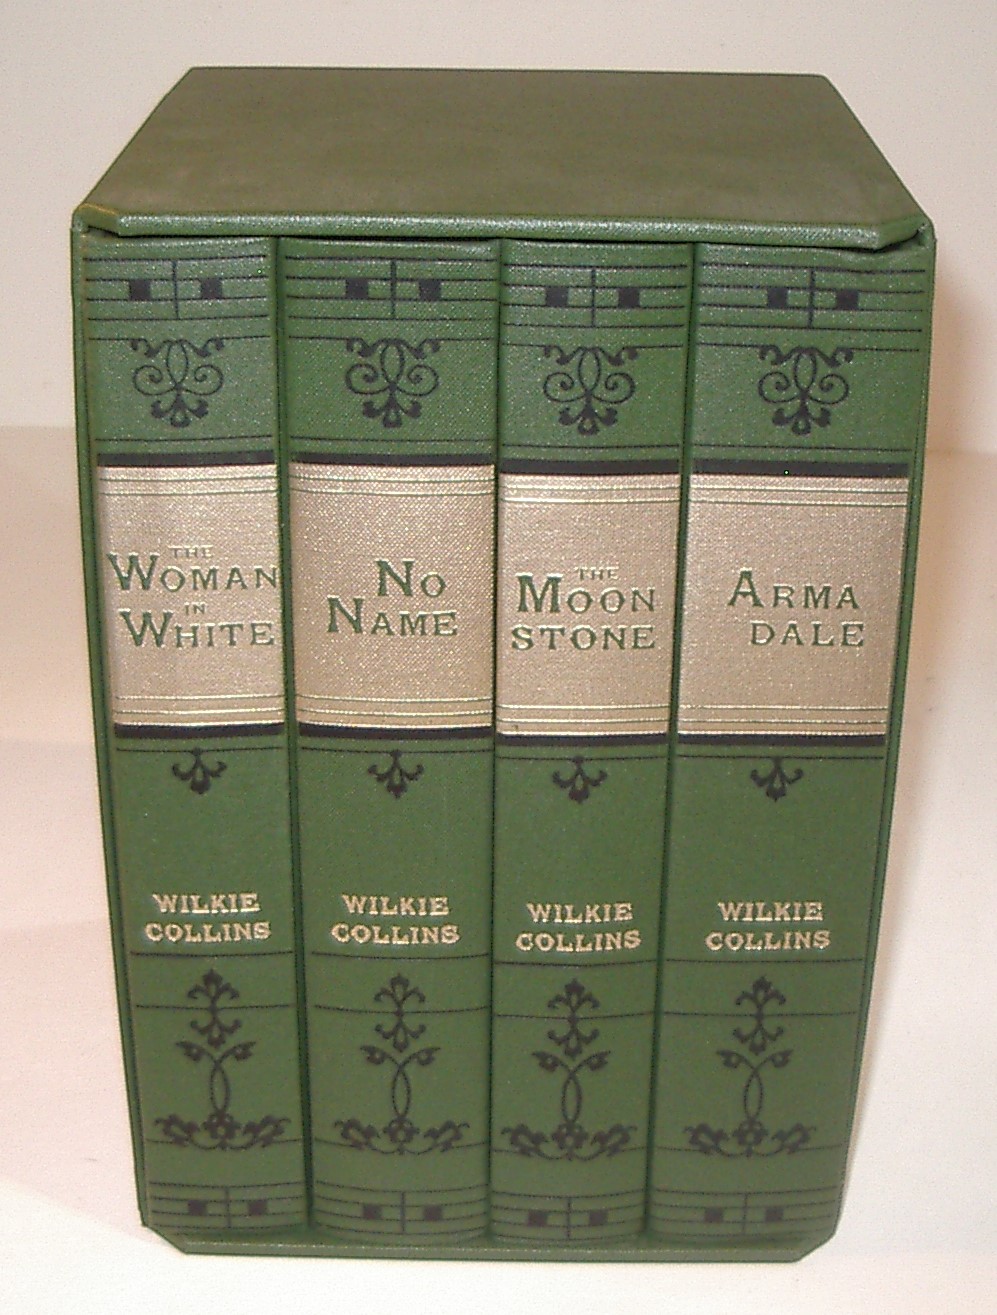 THE
WOMAN
IN
WHITE
WILKIE
COLLINS
NO
NAME
WILKIE
COLLINS
THE
MOON
STONE
WILKIE
COLLINS
ARMA
DALE
WILKIE
COLLINS